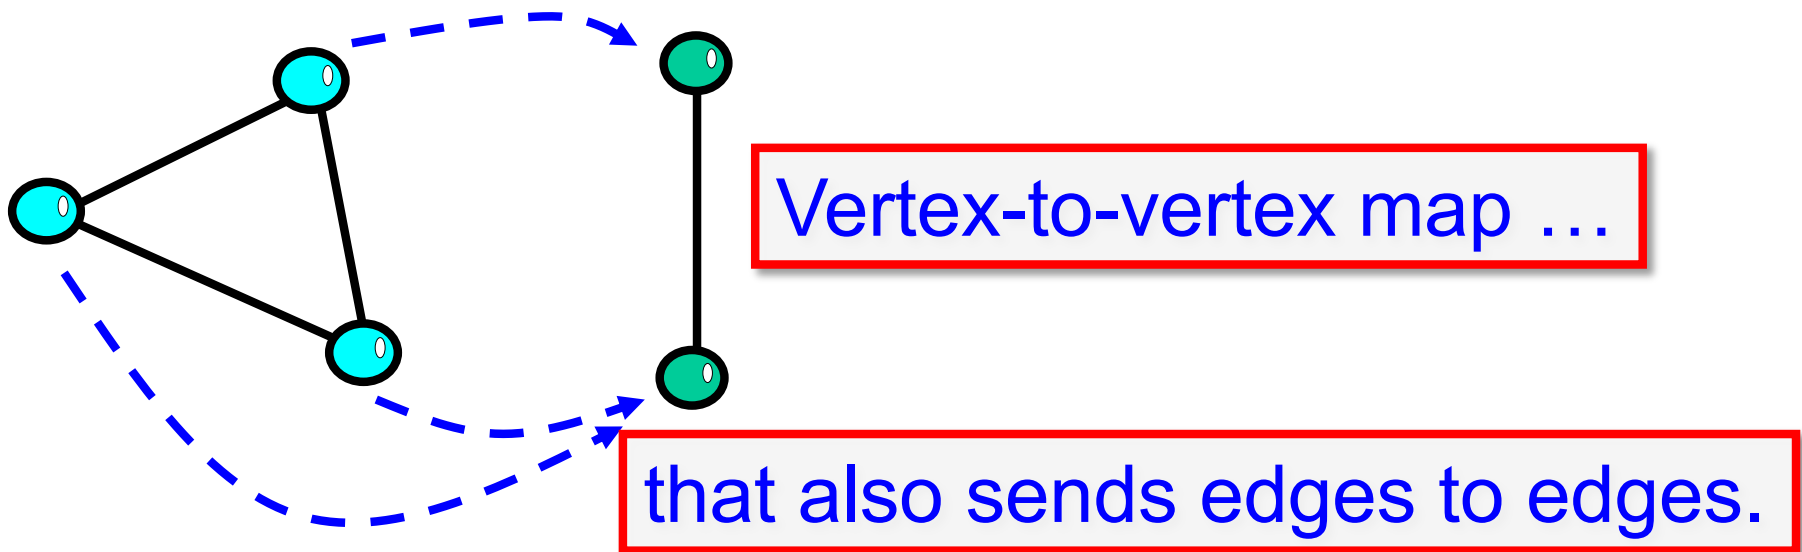 Vertex-to-vertex map …
that also sends edges to edges.